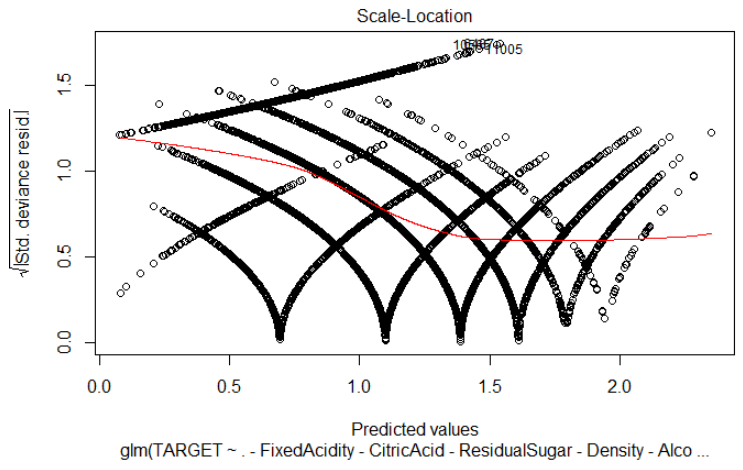 Scale-Location
√|Std. deviance resid.|
1.5
1.0
0.5
0.0
11005
0.0
0.5
1.0
1.5
2.0
Predicted values
glm(TARGET ~ . - FixedAcidity - CitricAcid - ResidualSugar - Density - Alco ...